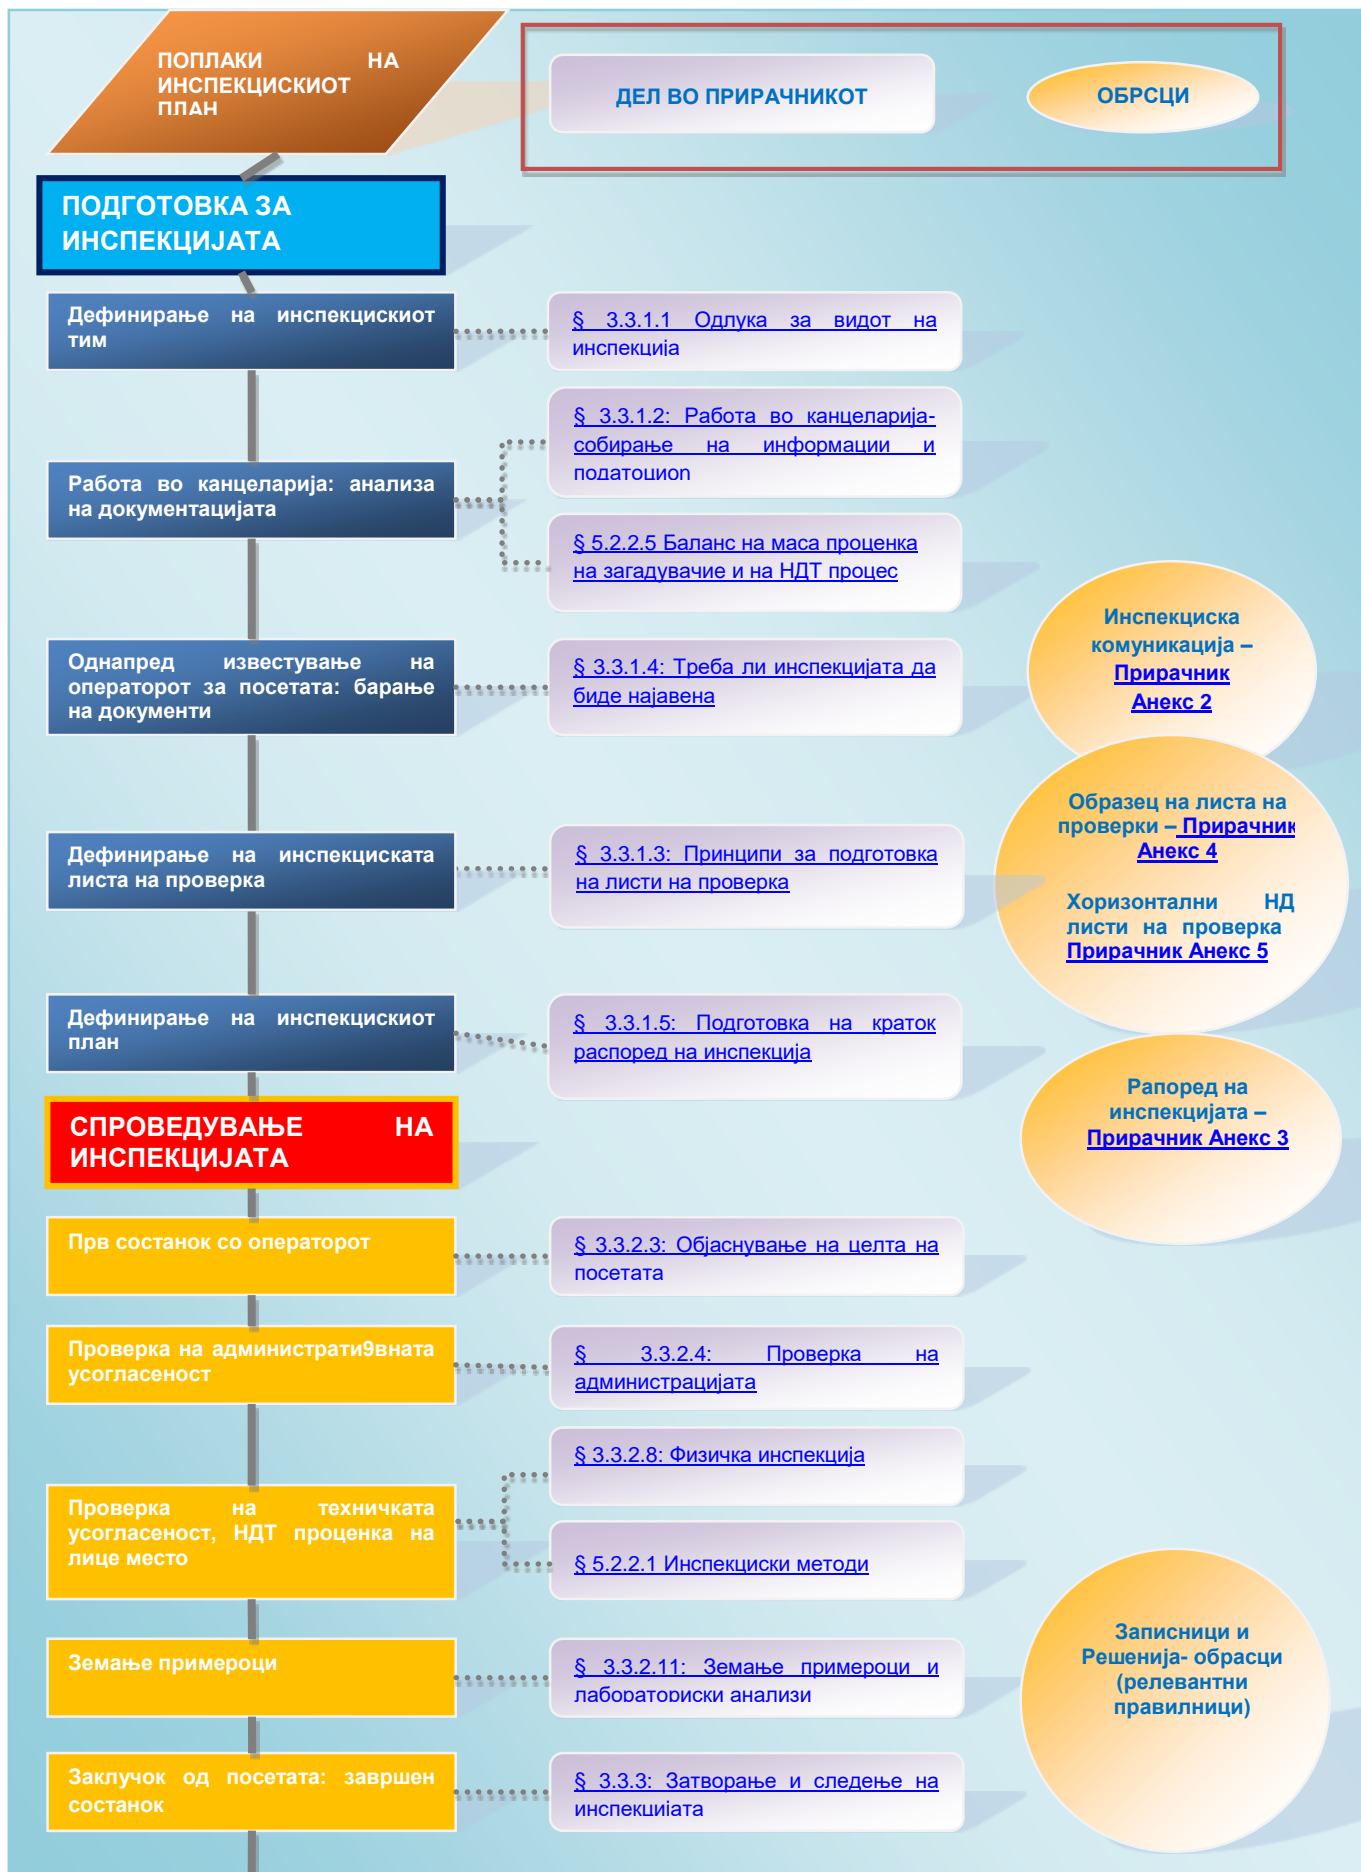 ПОПЛАКИ НА
ИНСПЕКЦИСКИОТ
ПЛАН
ДЕЛ ВО ПРИРАЧНИКОТ
ОБРСЦИ
ПОДГОТОВКА ЗА
ИНСПЕКЦИЈАТА
Дефинирање на инспекцискиот
тим
§ 3.3.1.1 Одлука за видот на
инспекција
§ 3.3.1.2: Работа во канцеларија-
собирање на информации и
податоциоп
Работа во канцеларија: анализа
на документацијата
§ 5.2.2.5 Баланс на маса проценка
на загадувачие и на НДТ процес
Инспекциска
комуникација –
Прирачник
Анекс 2
Однапред известување на
операторот за посетата: барање
на документи
§ 3.3.1.4: Треба ли инспекцијата да
биде најавена
Образец на листа на
проверки – Прирачник
Анекс 4
Хоризонтални НД
листи на проверка
Прирачник Анекс 5
Дефинирање на инспекциската
листа на проверка
§ 3.3.1.3: Принципи за подготовка
на листи на проверка
Дефинирање на инспекцискиот
план
§ 3.3.1.5: Подготовка на краток
распоред на инспекција
Рапоред на
инспекцијата –
Прирачник Анекс 3
СПРОВЕДУВАЊЕ НА
ИНСПЕКЦИЈАТА
Прв состанок со операторот
§ 3.3.2.3: Објаснување на целта на
посетата
Проверка на администрати9вната
усогласеност
§ 3.3.2.4: Проверка на
администрацијата
§ 3.3.2.8: Физичка инспекција
Проверка на техничката
усогласеност, НДТ проценка на
лице место
§ 5.2.2.1 Инспекциски методи
Земање примероци
§ 3.3.2.11: Земање примероци и
лабораториски анализи
Записници и
Решенија- обрасци
(релевантни
правилници)
Заклучок од посетата: завршен
состанок
§ 3.3.3: Затворање и следење на
инспекцијата